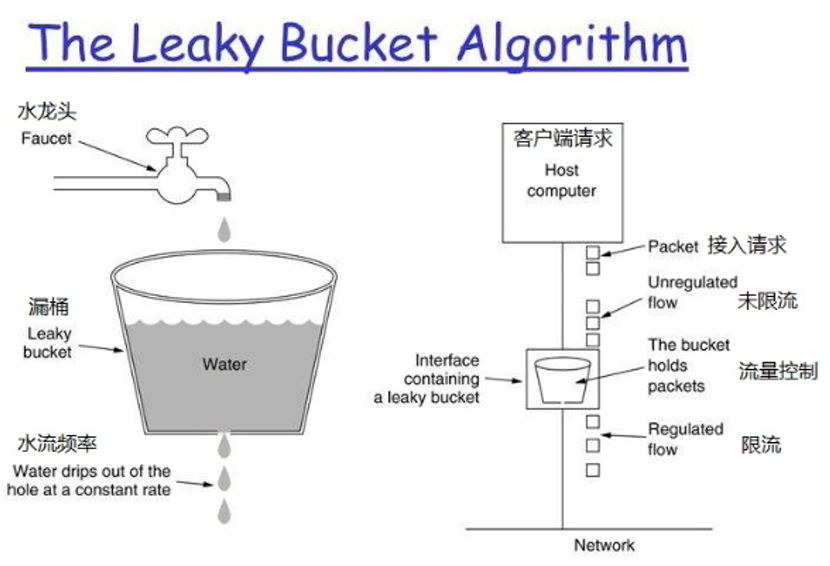 The Leaky Bucket Algorithm
水龙头
Faucet
漏桶
Leaky
bucket
Water
水流频率
Water drips out of the
hole at a constant rate
客户端请求
Host
computer
Packet 接入请求
Unregulated
flow
未限流
Interface
containing
a leaky bucket
The bucket
holds
packets
流量控制
Regulated
flow
限流
Network